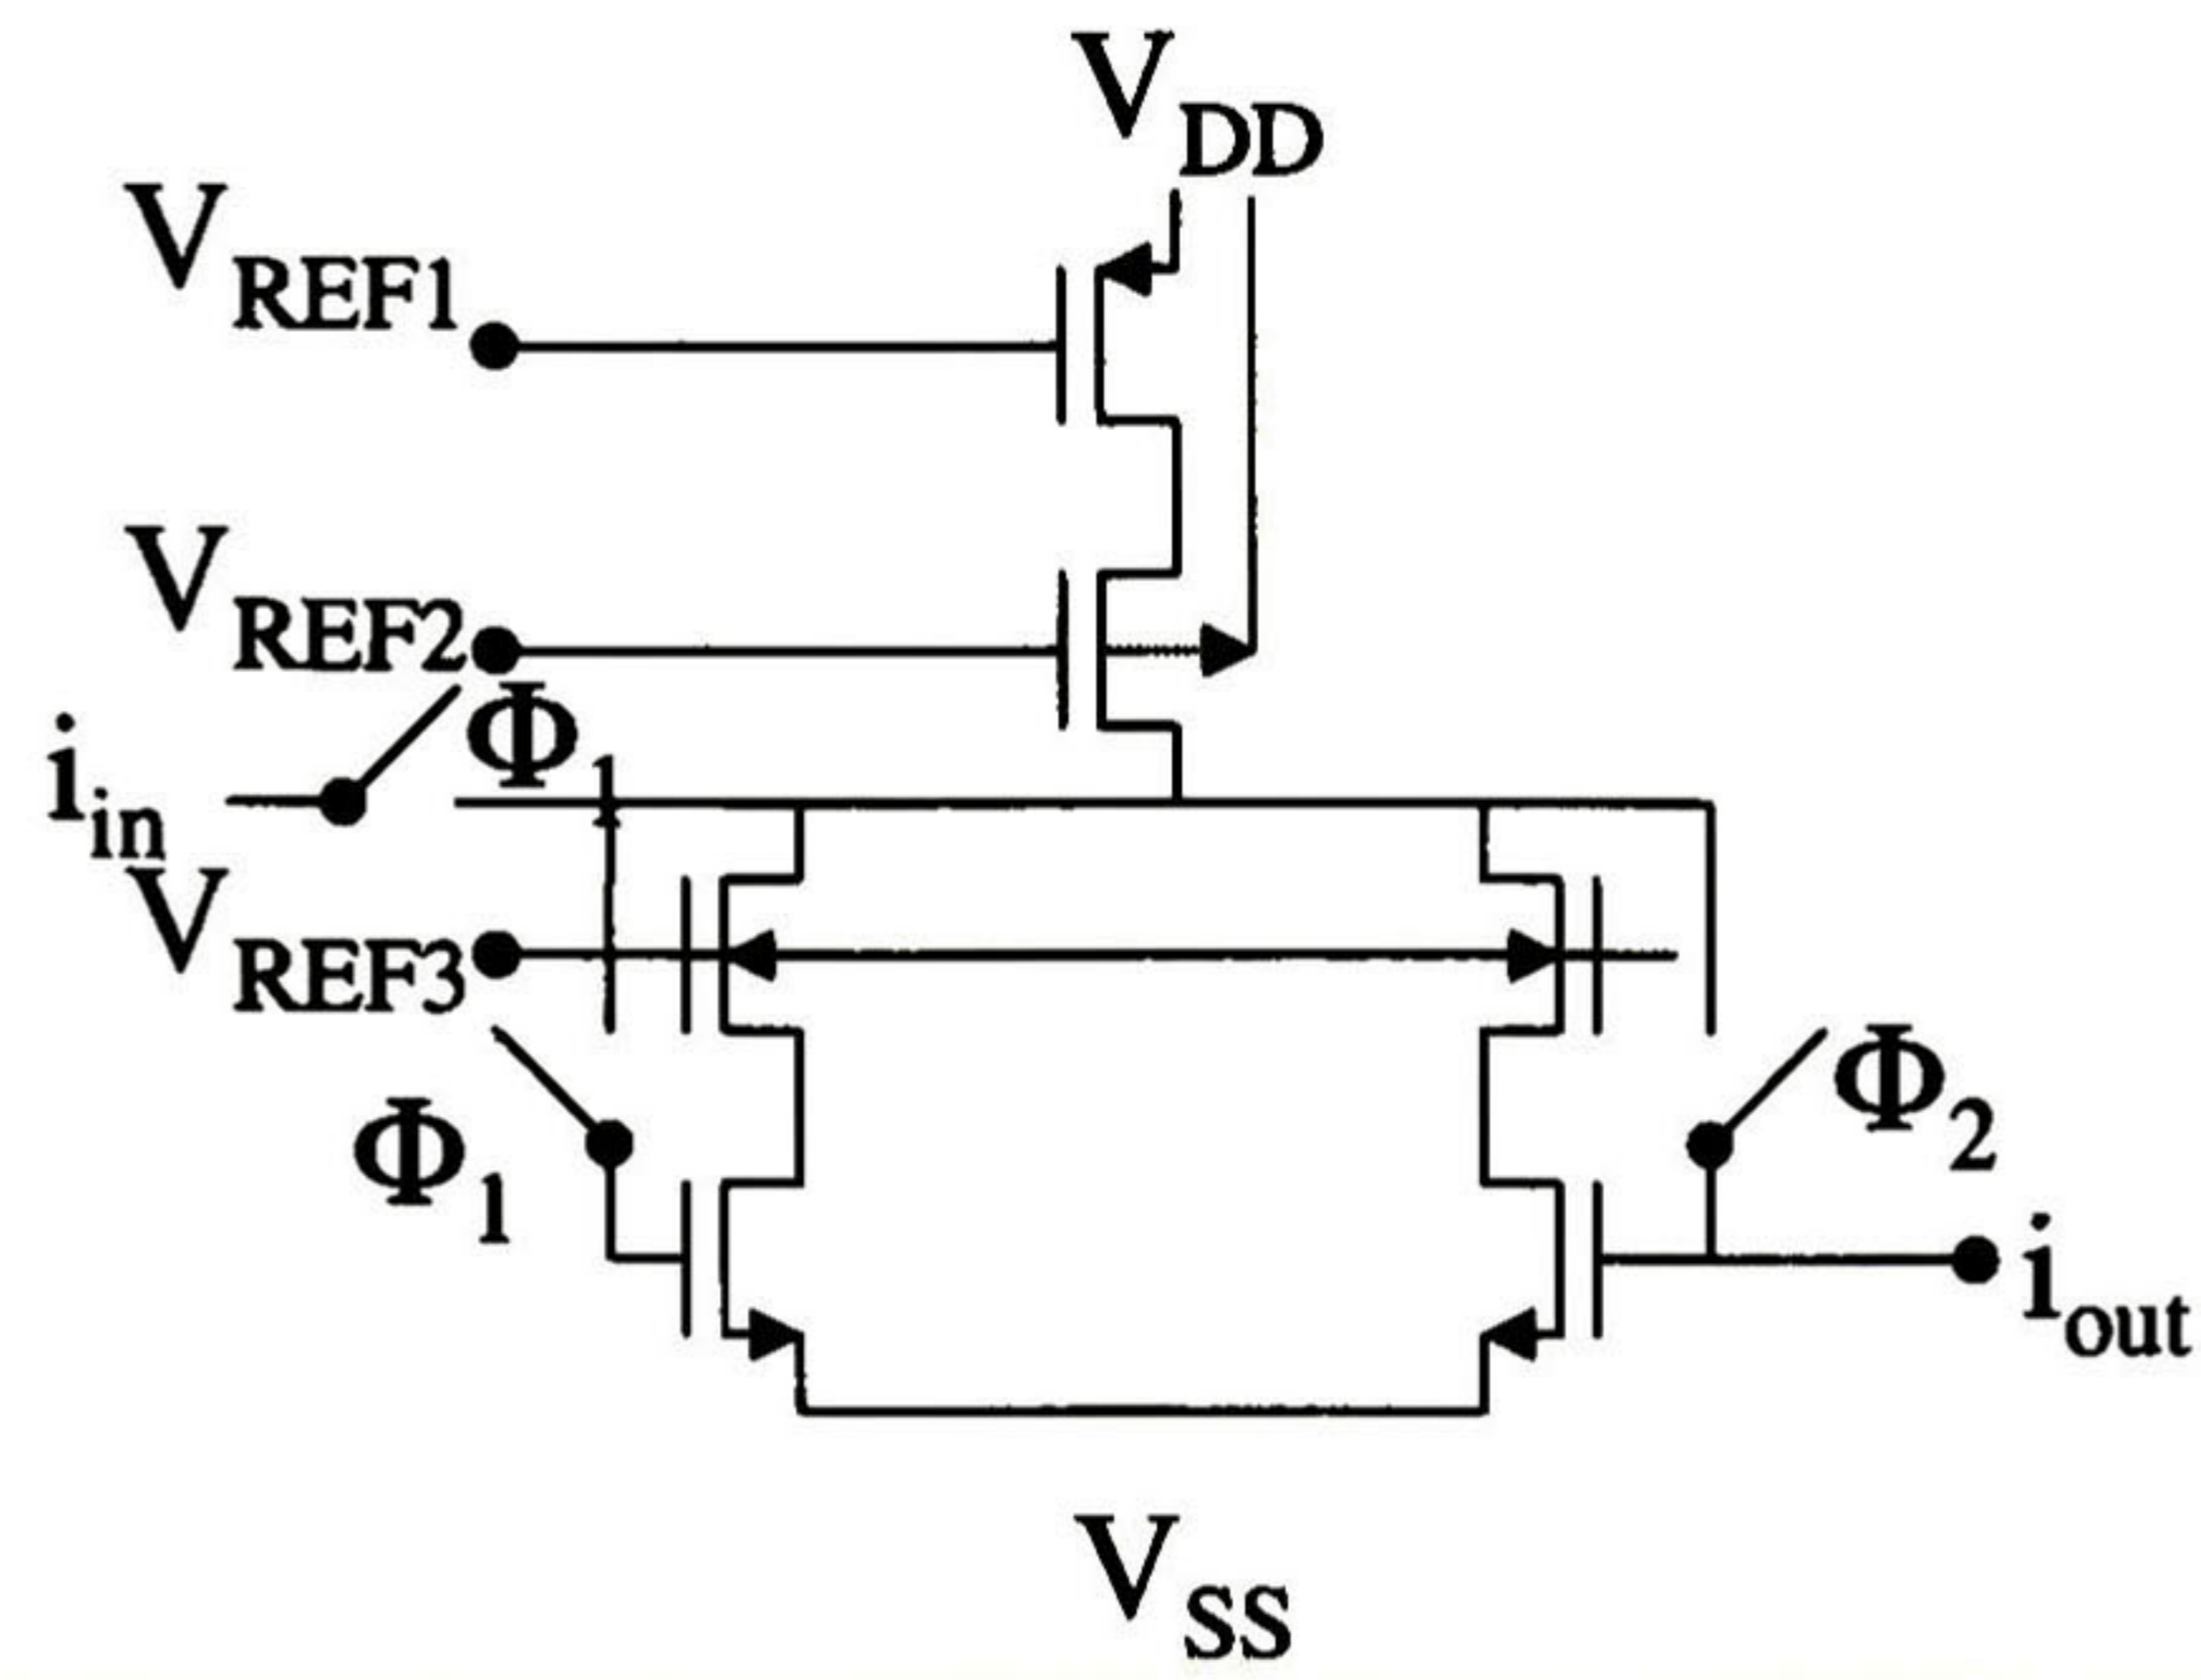 VDD
VREF1
VREF2
Φ1
iin
VREF3
Φ1
Φ2
iout
VSS